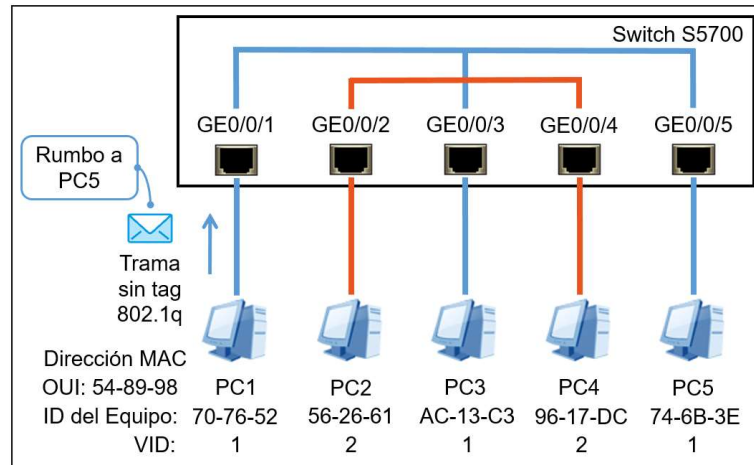 Switch S5700
GE0/0/1 GE0/0/2 GE0/0/3 GE0/0/4 GE0/0/5
Rumbo a
PC5
Trama
sin tag
802.1q
Dirección MAC
OUI: 54-89-98 PC1 PC2 PC3 PC4 PC5
ID del Equipo: 70-76-52 56-26-61 AC-13-C3 96-17-DC 74-6B-3E
VID: 1 2 1 2 1